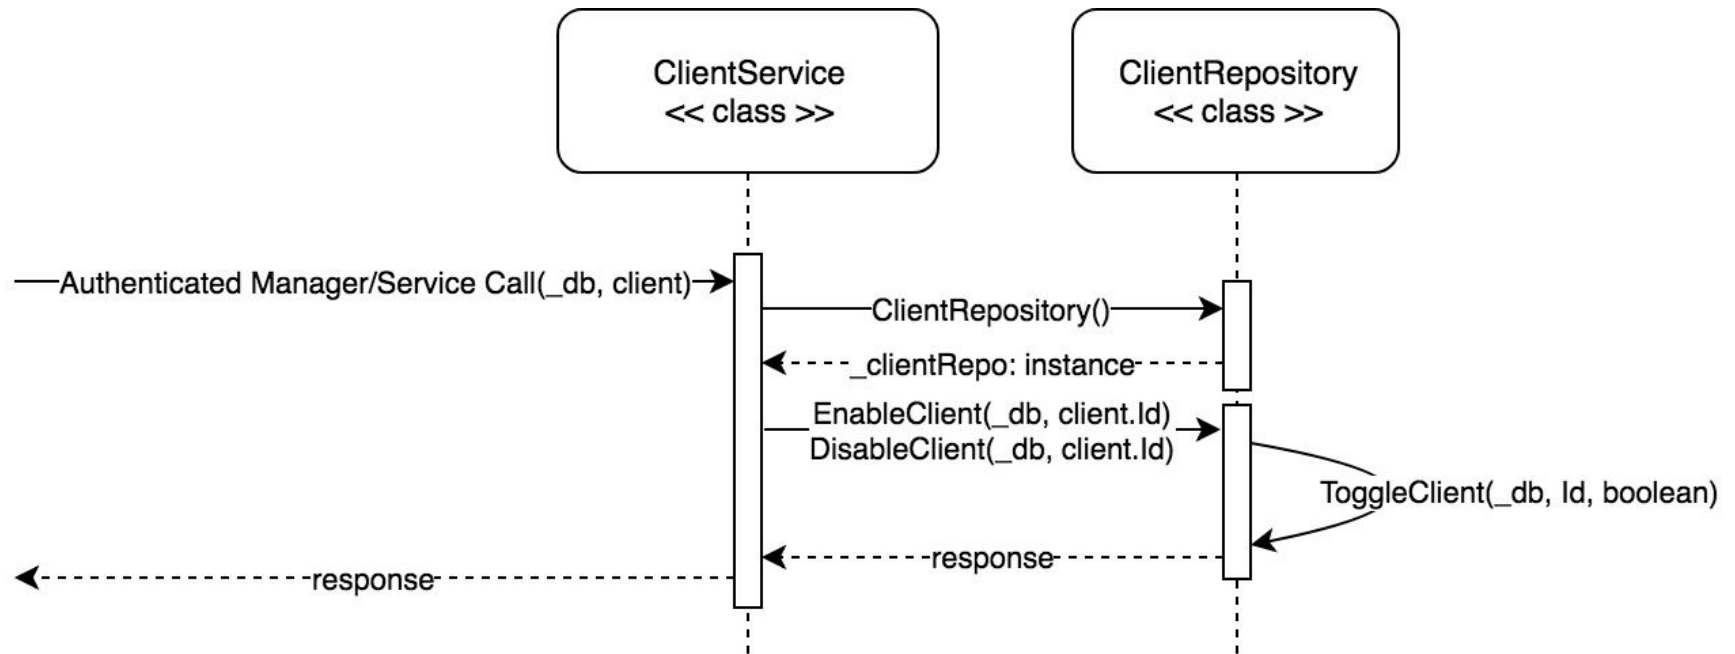 ClientService
<< class >>
ClientRepository
<< class >>
Authenticated Manager/Service Call(_db, client)
ClientRepository()
_clientRepo: instance
EnableClient(_db, client.Id)
DisableClient(_db, client.Id)
ToggleClient(_db, Id, boolean)
response
response